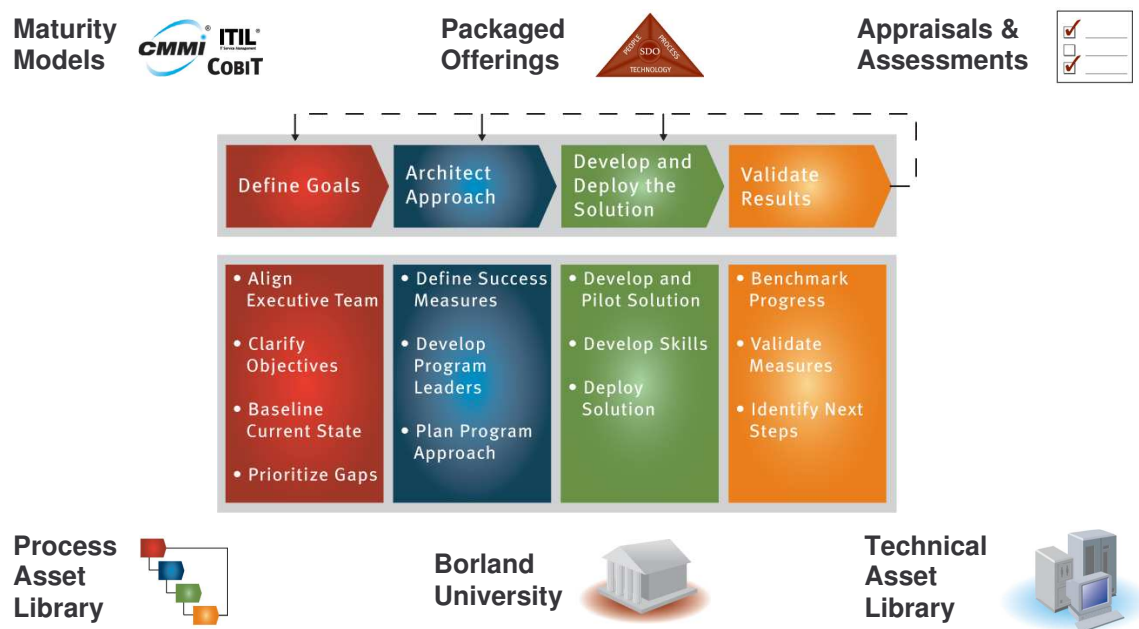 Maturity
Models
CMMi®
ITIL®
IT Service Management
COBIT
Packaged
Offerings
PEOPLE
PROCESS
SDO
TECHNOLOGY
Appraisals &
Assessments
Define Goals
Architect
Approach
Develop and
Deploy the
Solution
Validate
Results
• Align
Executive Team
• Clarify
Objectives
• Baseline
Current State
• Prioritize Gaps
• Define Success
Measures
• Develop
Program
Leaders
• Plan Program
Approach
• Develop and
Pilot Solution
• Develop Skills
• Deploy
Solution
• Benchmark
Progress
• Validate
Measures
• Identify Next
Steps
Process
Asset
Library
Borland
University
Technical
Asset
Library